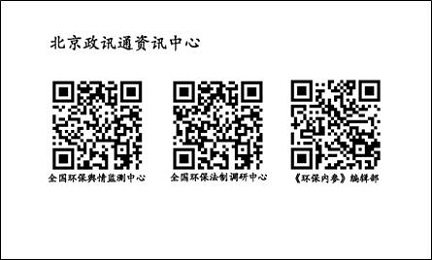 北京政讯通资讯中心
全国环保舆情监测中心
全国环保法制调研中心
《环保内参》编辑部